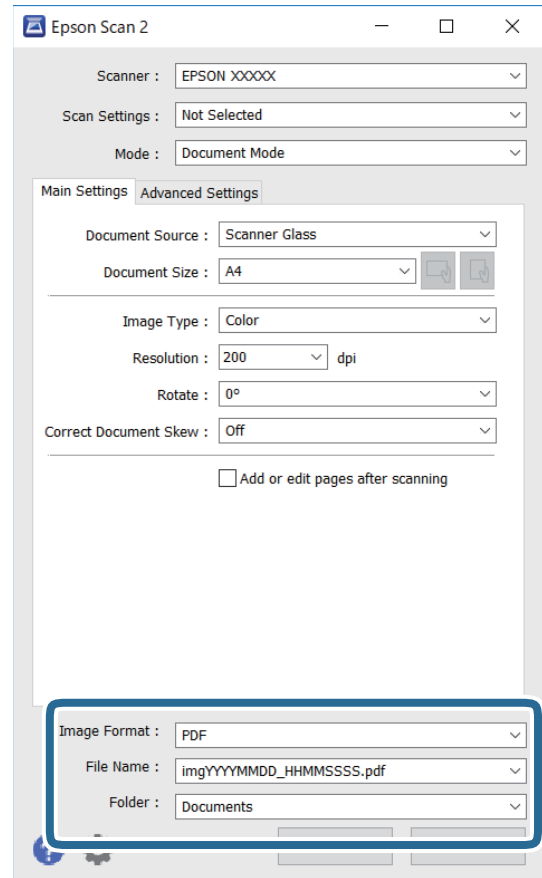 Epson Scan 2
Scanner : EPSON XXXXX
Scan Settings : Not Selected
Mode : Document Mode
Main Settings Advanced Settings
Document Source : Scanner Glass
Document Size : A4
Image Type : Color
Resolution : 200 dpi
Rotate : 0°
Correct Document Skew : Off
Add or edit pages after scanning
Image Format : PDF
File Name : imgYYYYMMDD_HHMMSSSS.pdf
Folder : Documents